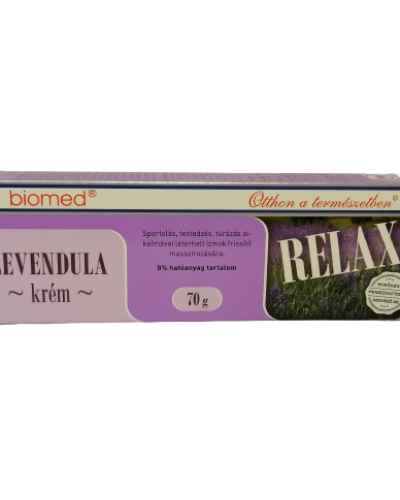 biomed®
Otthon a természetben®
LEVENDULA
~ krém ~
Sportolás, testedzés, túrázás al-
kalmával leterhelt izmok frissítő
masszírozására.
8% hatóanyag tartalom
70 g
RELAX